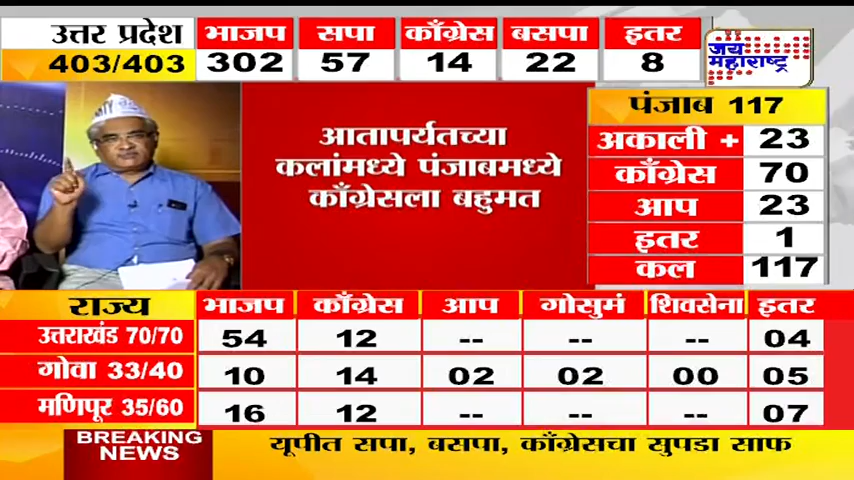 उत्तर प्रदेश भाजप सपा काँग्रेस बसपा इतर
403/403 302 57 14 22 8
जय महाराष्ट्र
आतापर्यतच्या
कलांमध्ये पंजाबमध्ये
काँग्रेसला बहुमत
पंजाब 117
अकाली + 23
काँग्रेस 70
आप 23
इतर 1
कल 117
राज्य भाजप काँग्रेस आप गोसुमं शिवसेना इतर
उत्तराखंड 70/70 54 12 -- -- -- 04
गोवा 33/40 10 14 02 02 00 05
मणिपूर 35/60 16 12 -- -- -- 07
BREAKING NEWS
यूपीत सपा, बसपा, काँग्रेसचा सुपडा साफ